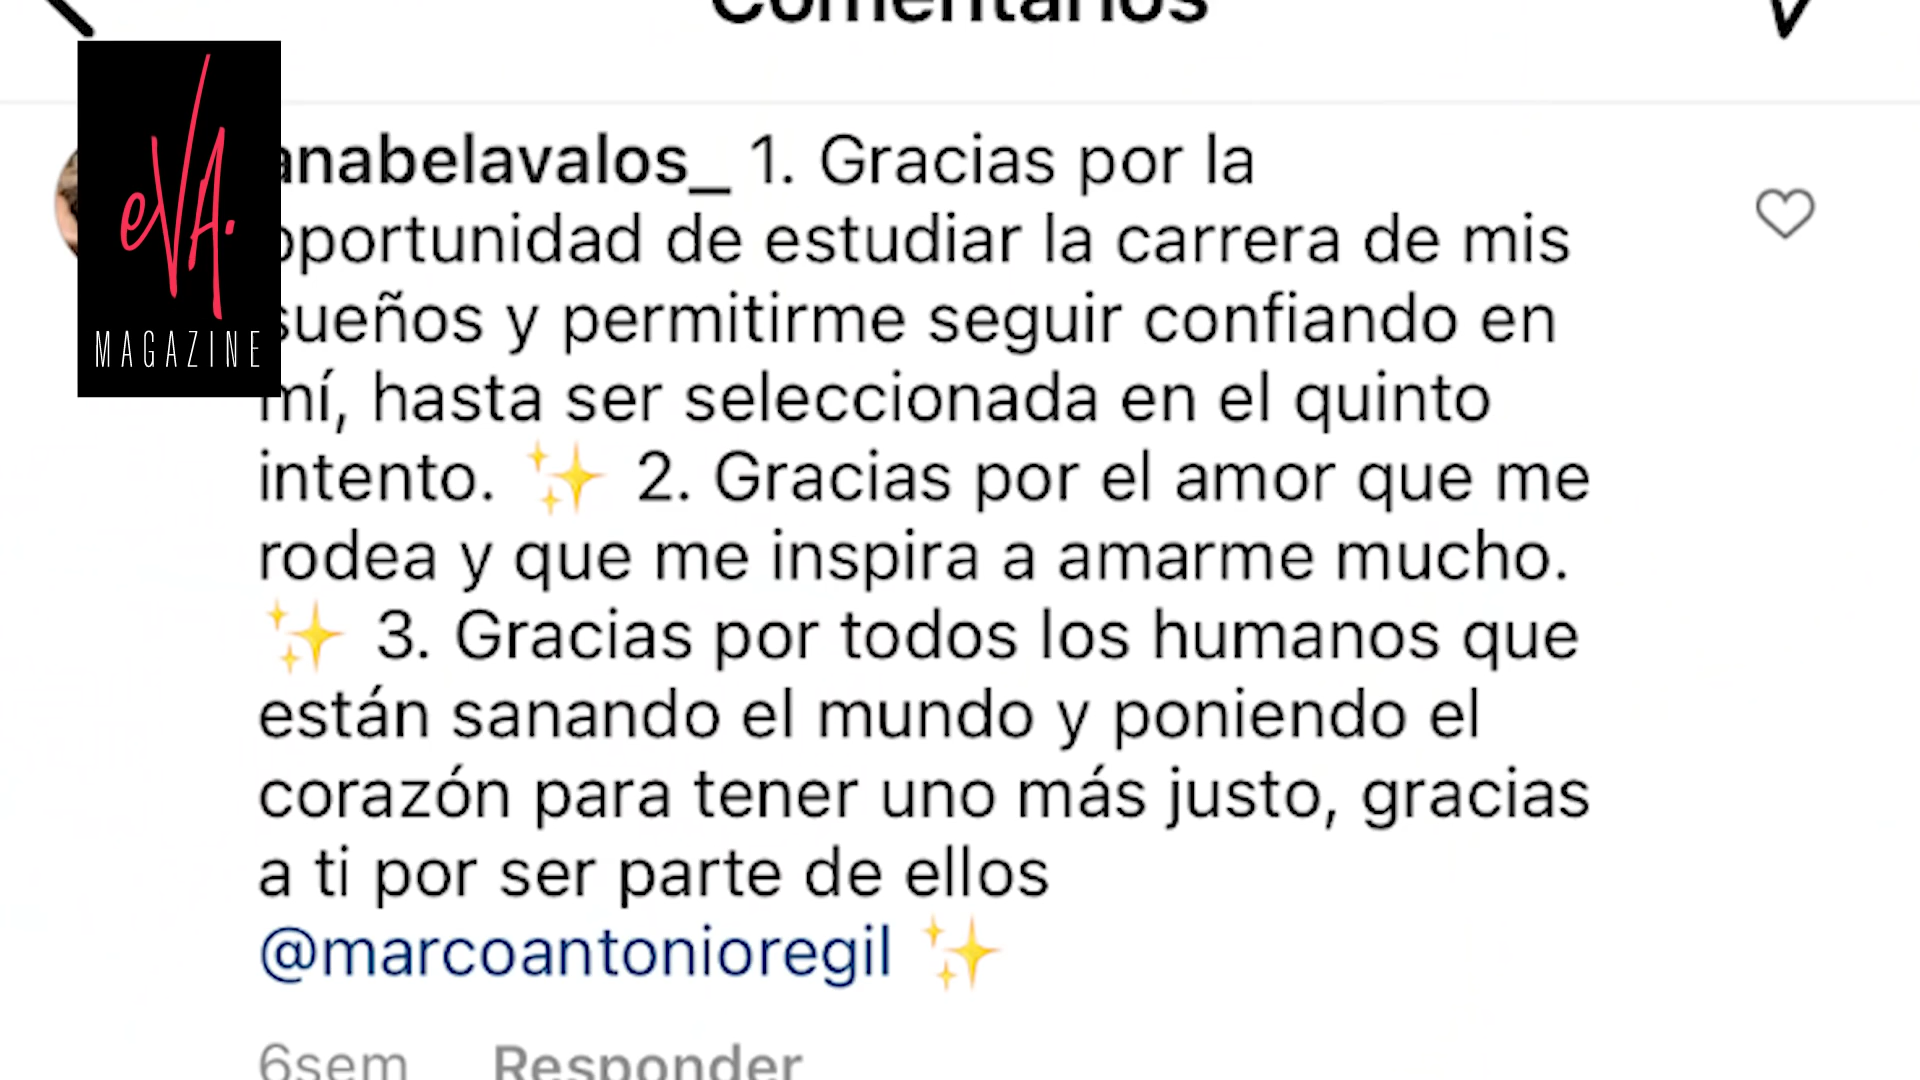 Comentarios
eVA.
MAGAZINE
anabelavalos_ 1. Gracias por la
oportunidad de estudiar la carrera de mis
sueños y permitirme seguir confiando en
mí, hasta ser seleccionada en el quinto
intento. ✨ 2. Gracias por el amor que me
rodea y que me inspira a amarme mucho.
✨ 3. Gracias por todos los humanos que
están sanando el mundo y poniendo el
corazón para tener uno más justo, gracias
a ti por ser parte de ellos
@marcoantonioregil ✨
6sem Responder